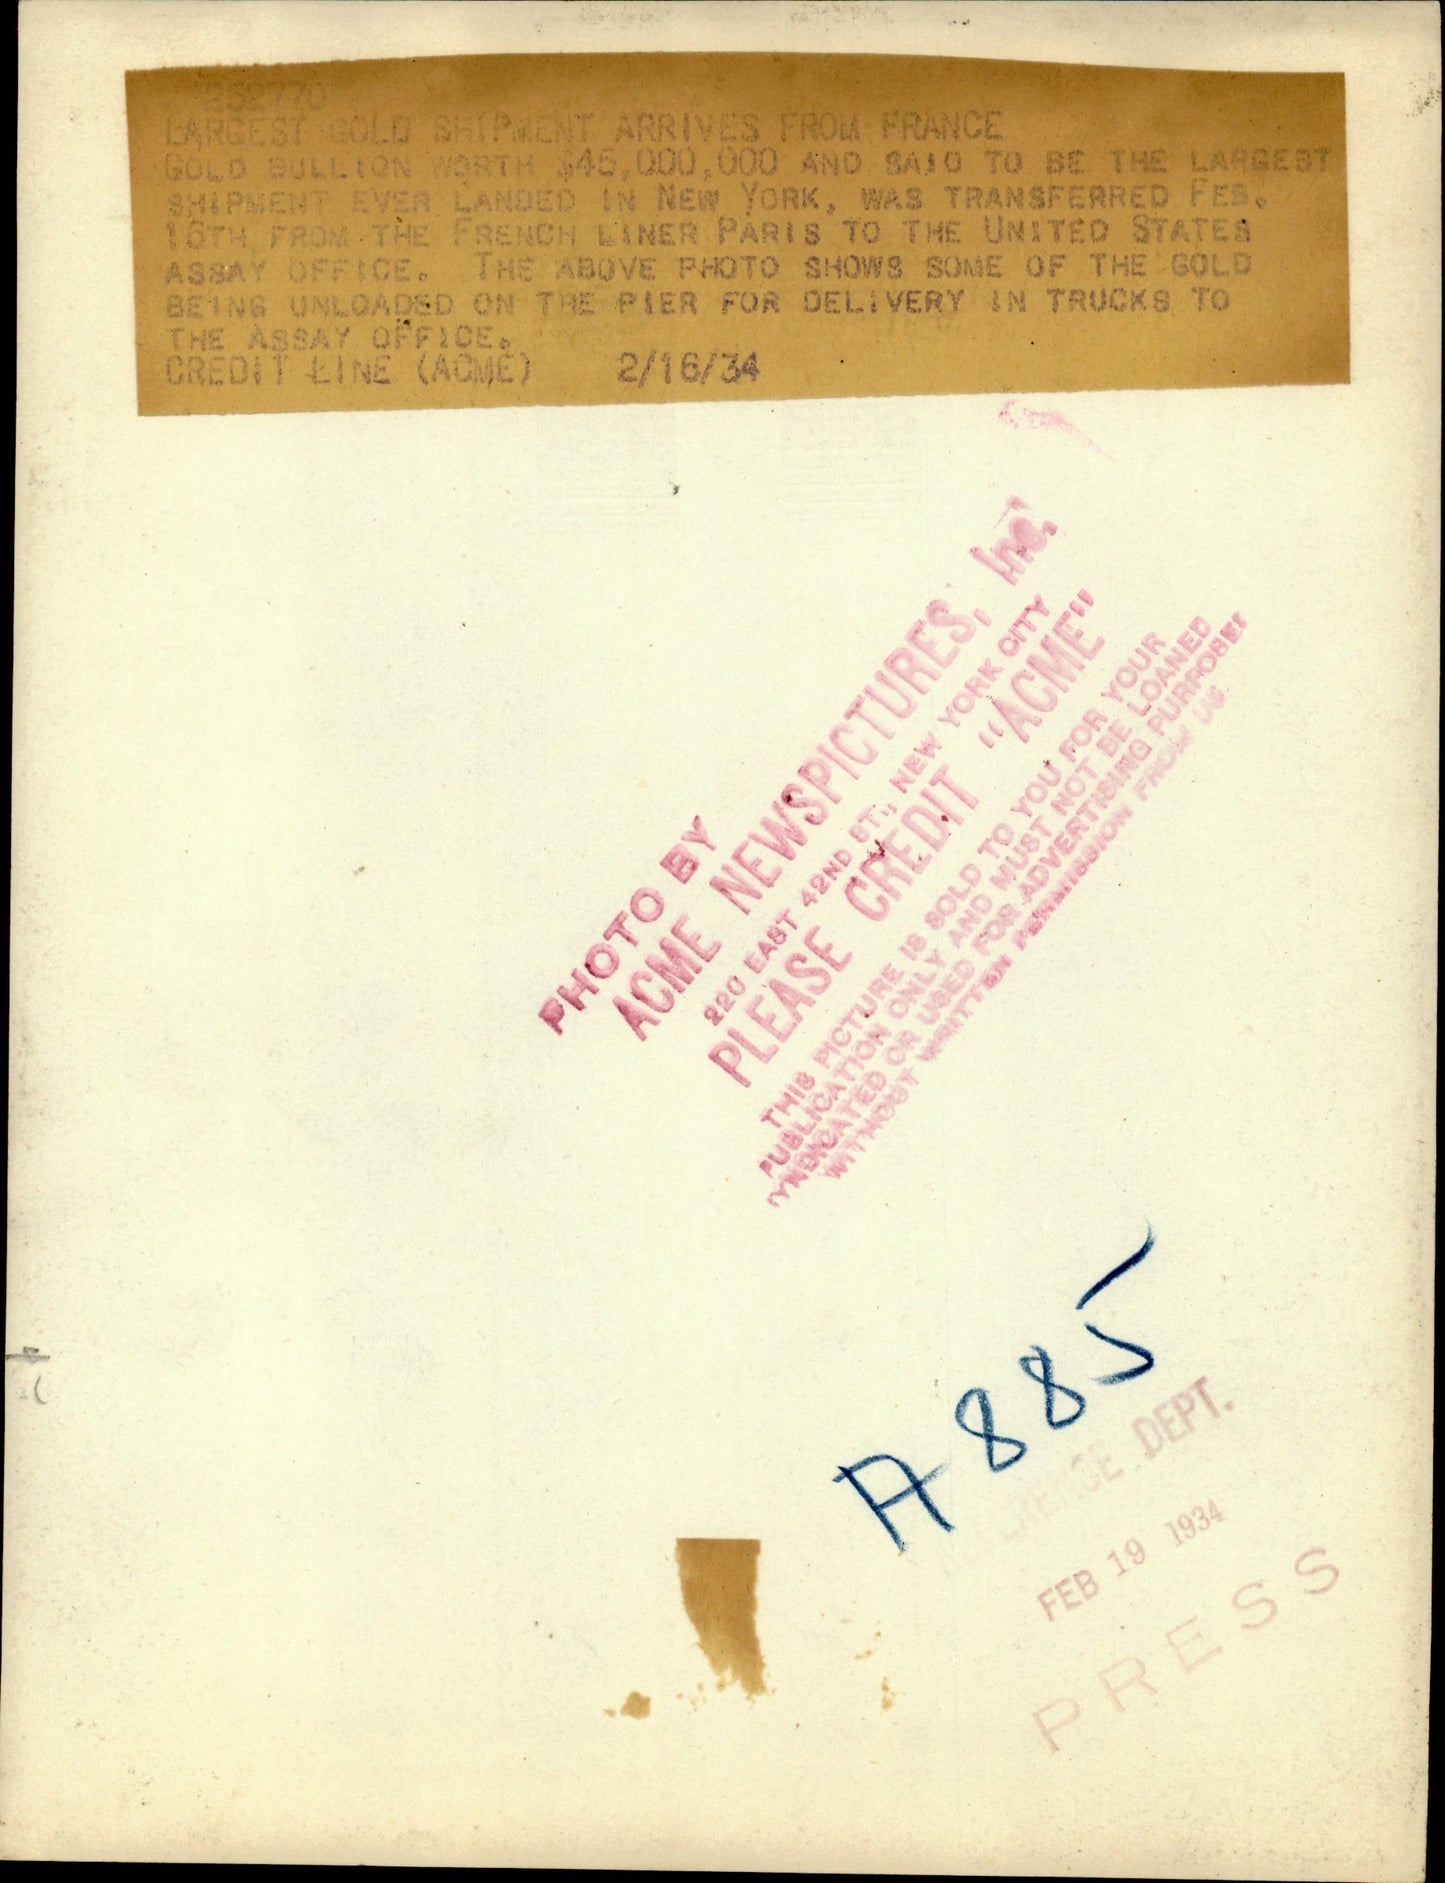 252770
LARGEST GOLD SHIPMENT ARRIVES FROM FRANCE
GOLD BULLION WORTH $45,000,000 AND SAID TO BE THE LARGEST
SHIPMENT EVER LANDED IN NEW YORK, WAS TRANSFERRED FEB.
16TH FROM THE FRENCH LINER PARIS TO THE UNITED STATES
ASSAY OFFICE. THE ABOVE PHOTO SHOWS SOME OF THE GOLD
BEING UNLOADED ON THE PIER FOR DELIVERY IN TRUCKS TO
THE ASSAY OFFICE.
CREDIT LINE (ACME) 2/16/34
PHOTO BY
ACME NEWSPICTURES, Inc.
220 EAST 42ND ST., NEW YORK CITY
PLEASE CREDIT "ACME"
THIS PICTURE IS SOLD TO YOU FOR YOUR
PUBLICATION ONLY AND MUST NOT BE LOANED
YNDICATED OR USED FOR ADVERTISING PURPOSES
WITHOUT WRITTEN PERMISSION FROM US.
A885
DEPT.
FEB 19 1934
PRESS